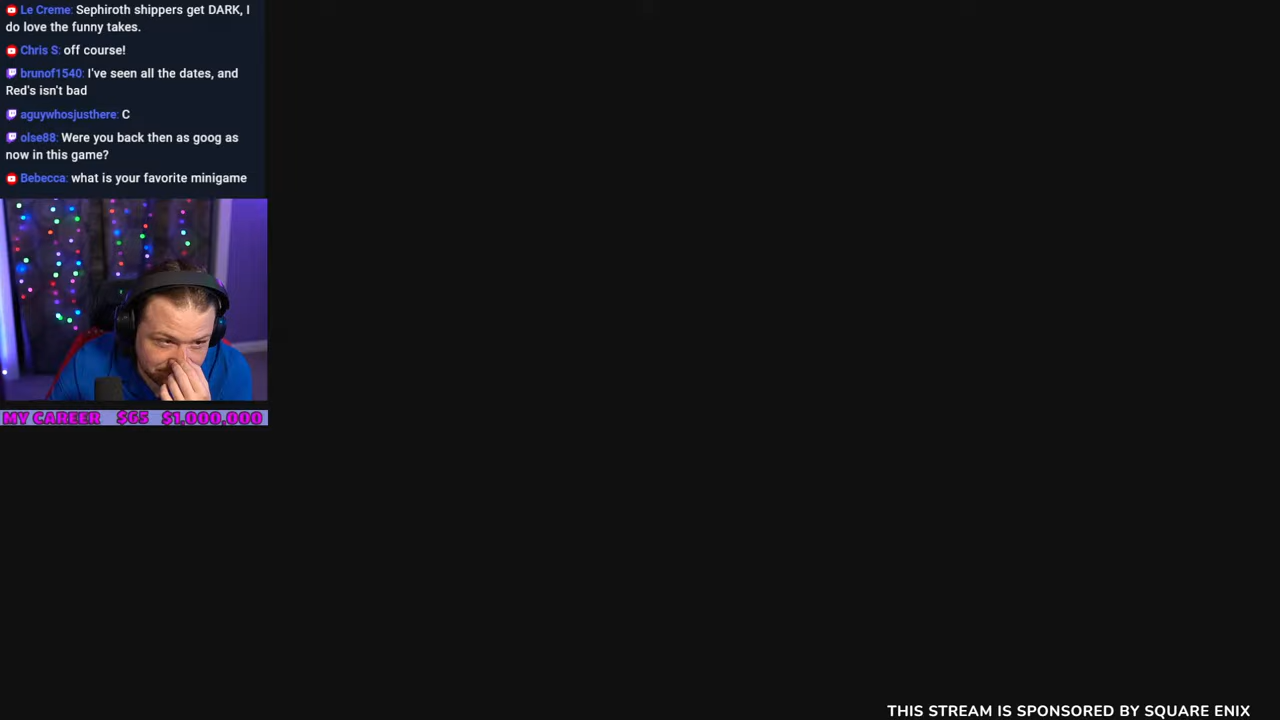 Le Creme: Sephiroth shippers get DARK, I
do love the funny takes.
Chris S: off course!
brunof1540: I've seen all the dates, and
Red's isn't bad
aguywhosjusthere: C
olse88: Were you back then as goog as
now in this game?
Bebecca: what is your favorite minigame
MY CAREER $65 $1,000,000
THIS STREAM IS SPONSORED BY SQUARE ENIX